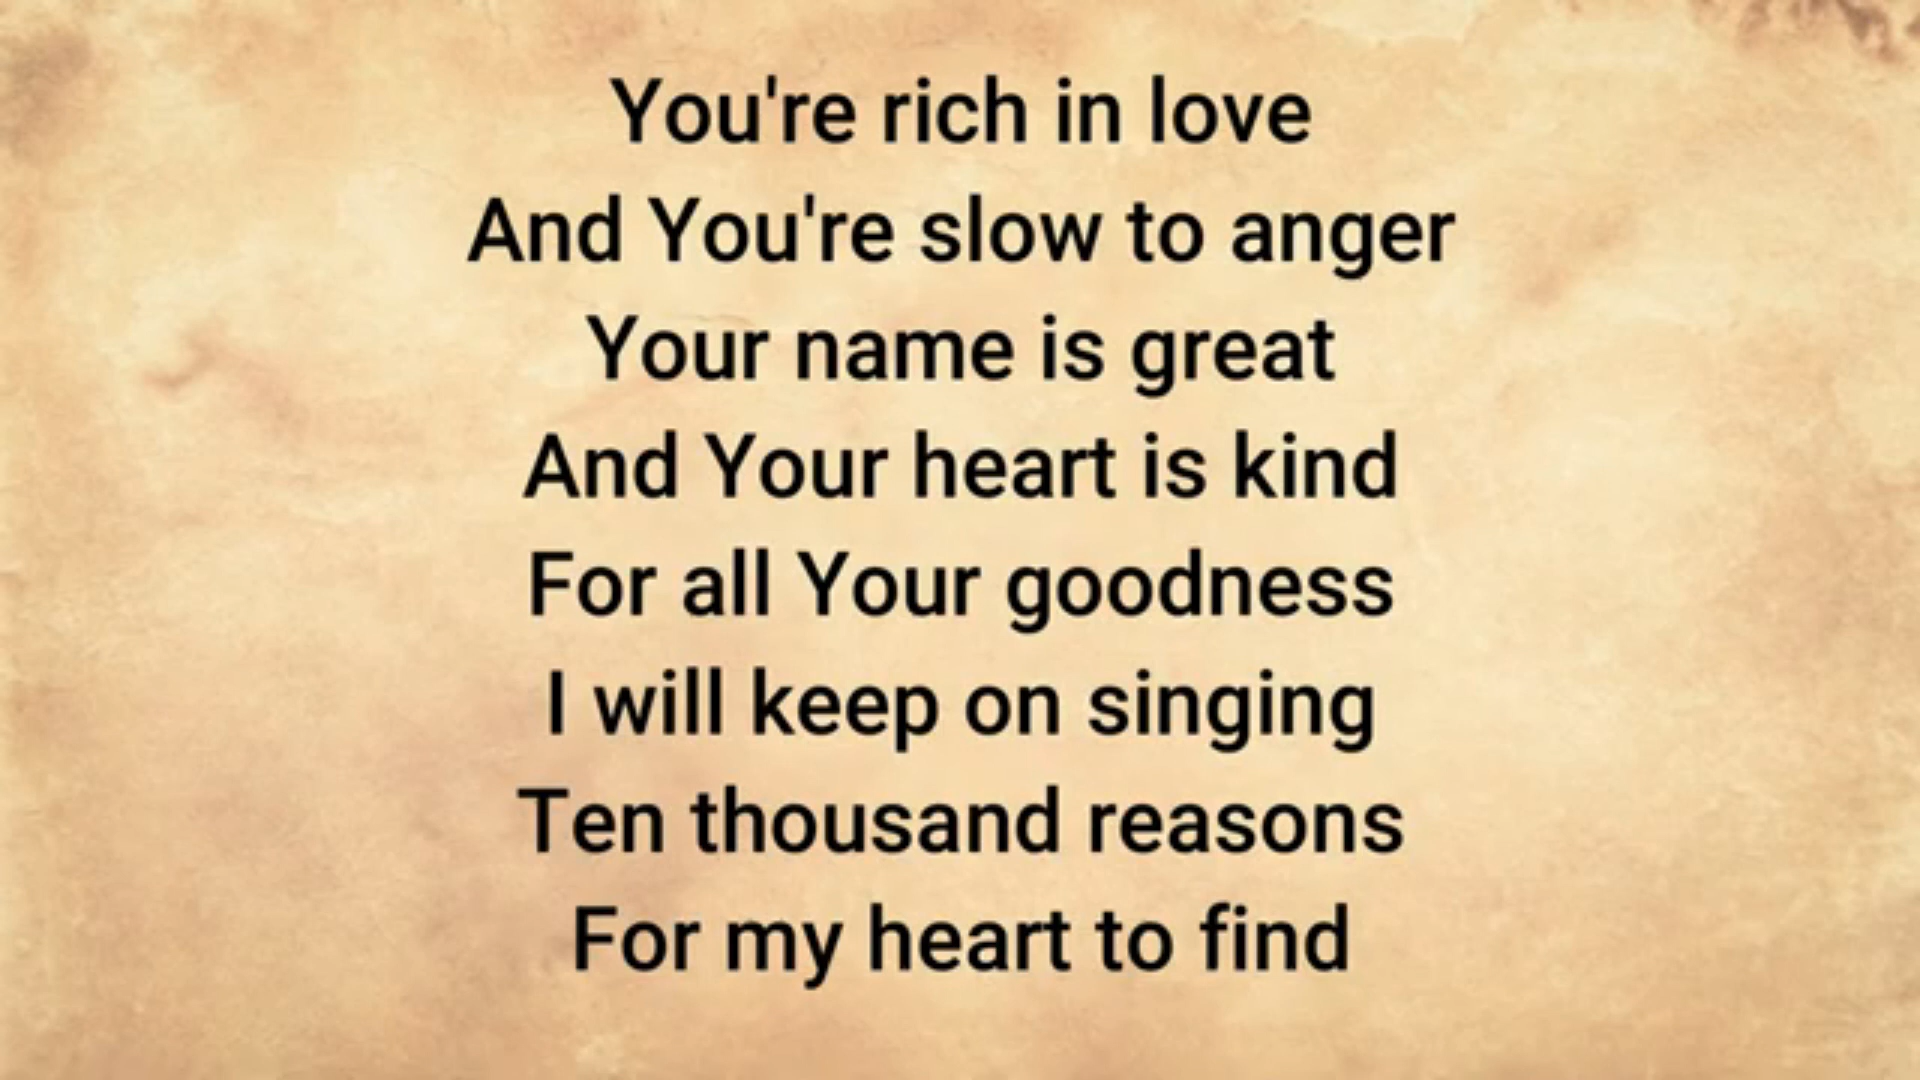 You're rich in love
And You're slow to anger
Your name is great
And Your heart is kind
For all Your goodness
I will keep on singing
Ten thousand reasons
For my heart to find